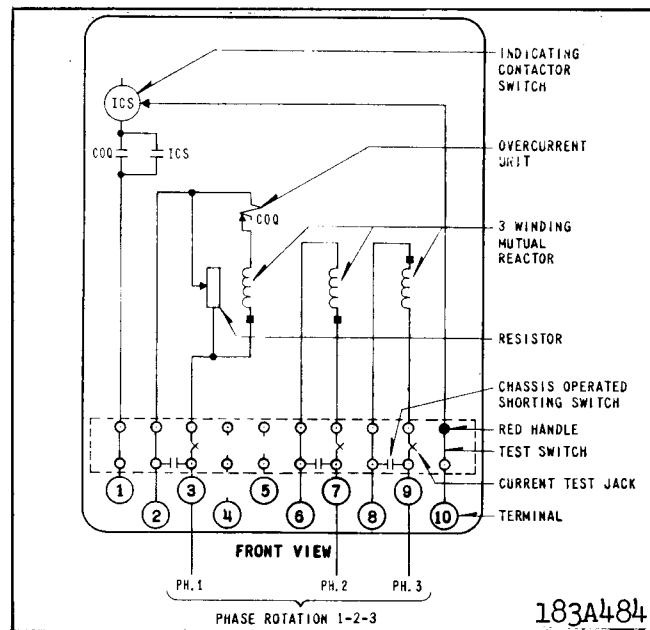 INDICATING
CONTACTOR
SWITCH
ICS
COQ
ICS
OVERCURRENT
UNIT
COQ
3 WINDING
MUTUAL
REACTOR
RESISTOR
CHASSIS OPERATED
SHORTING SWITCH
RED HANDLE
TEST SWITCH
CURRENT TEST JACK
TERMINAL
1
3
5
7
9
2
4
6
8
10
FRONT VIEW
PH.1
PH.2
PH.3
PHASE ROTATION 1-2-3
183A484